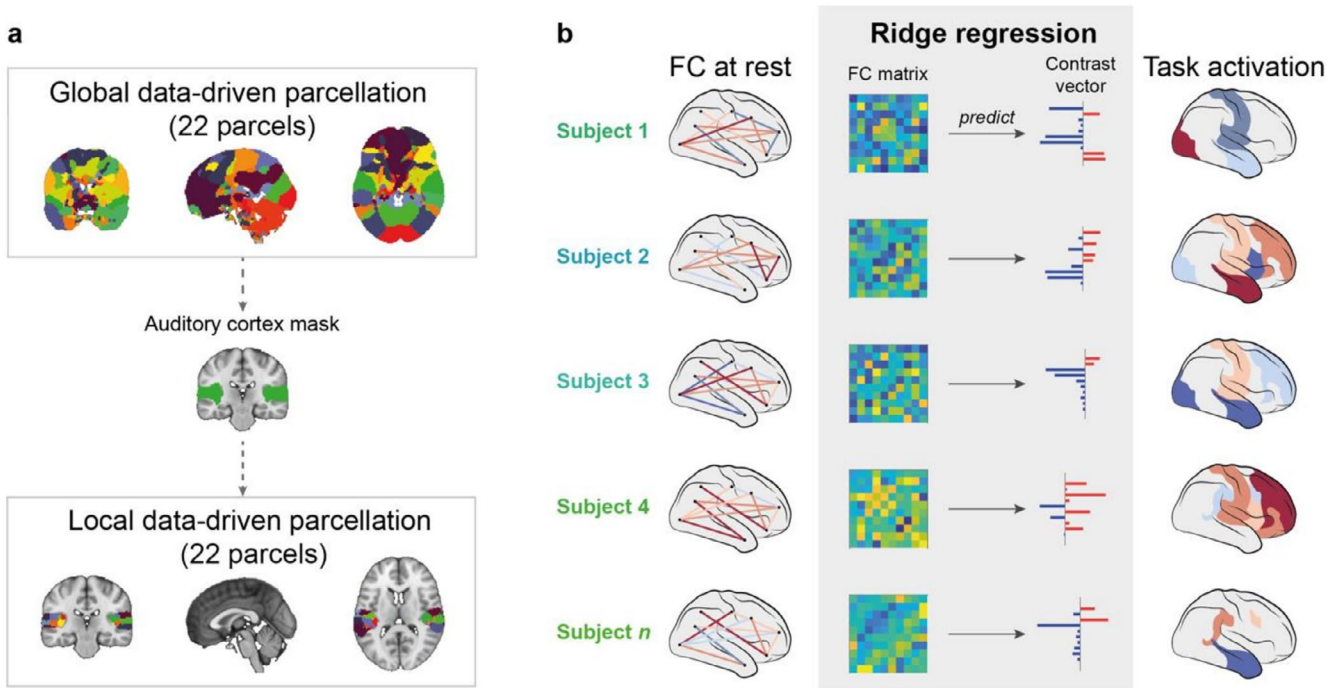 a
Global data-driven parcellation
(22 parcels)
Auditory cortex mask
Local data-driven parcellation
(22 parcels)
b
Ridge regression
FC at rest
FC matrix
Contrast
vector
Task activation
Subject 1
predict
Subject 2
Subject 3
Subject 4
Subject n